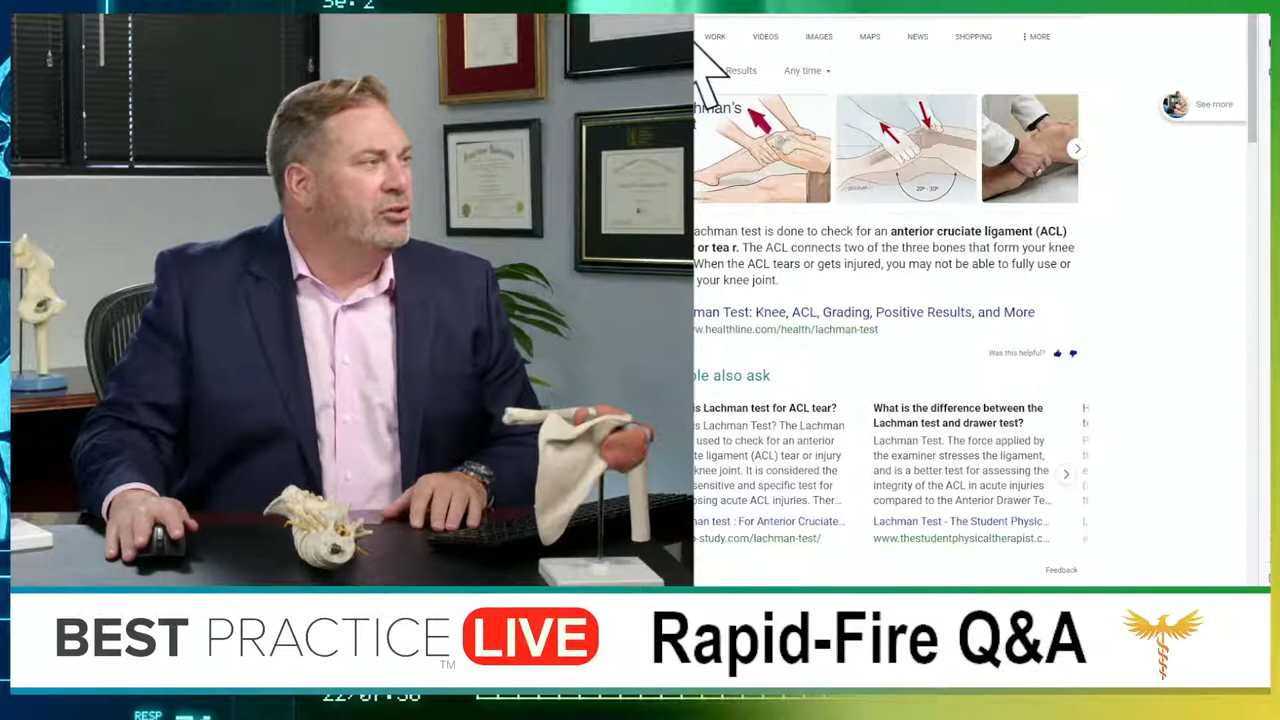 WORK VIDEOS IMAGES MAPS NEWS SHOPPING MORE
Results Any time
See more
hman's
t
20° - 30°
achman test is done to check for an anterior cruciate ligament (ACL)
or tea r. The ACL connects two of the three bones that form your knee
When the ACL tears or gets injured, you may not be able to fully use or
your knee joint.
man Test: Knee, ACL, Grading, Positive Results, and More
w.healthline.com/health/lachman-test
Was this helpful?
ple also ask
is Lachman test for ACL tear?
is Lachman Test? The Lachman
used to check for an anterior
te ligament (ACL) tear or injury
knee joint. It is considered the
sensitive and specific test for
osing acute ACL injuries. Ther...
man test : For Anterior Cruciate...
o-study.com/lachman-test/
What is the difference between the
Lachman test and drawer test?
Lachman Test. The force applied by
the examiner stresses the ligament,
and is a better test for assessing the
integrity of the ACL in acute injuries
compared to the Anterior Drawer Te...
Lachman Test - The Student Physic...
www.thestudentphysicaltherapist.c...
Feedback
BEST PRACTICE LIVE
TM
Rapid-Fire Q&A
RESP